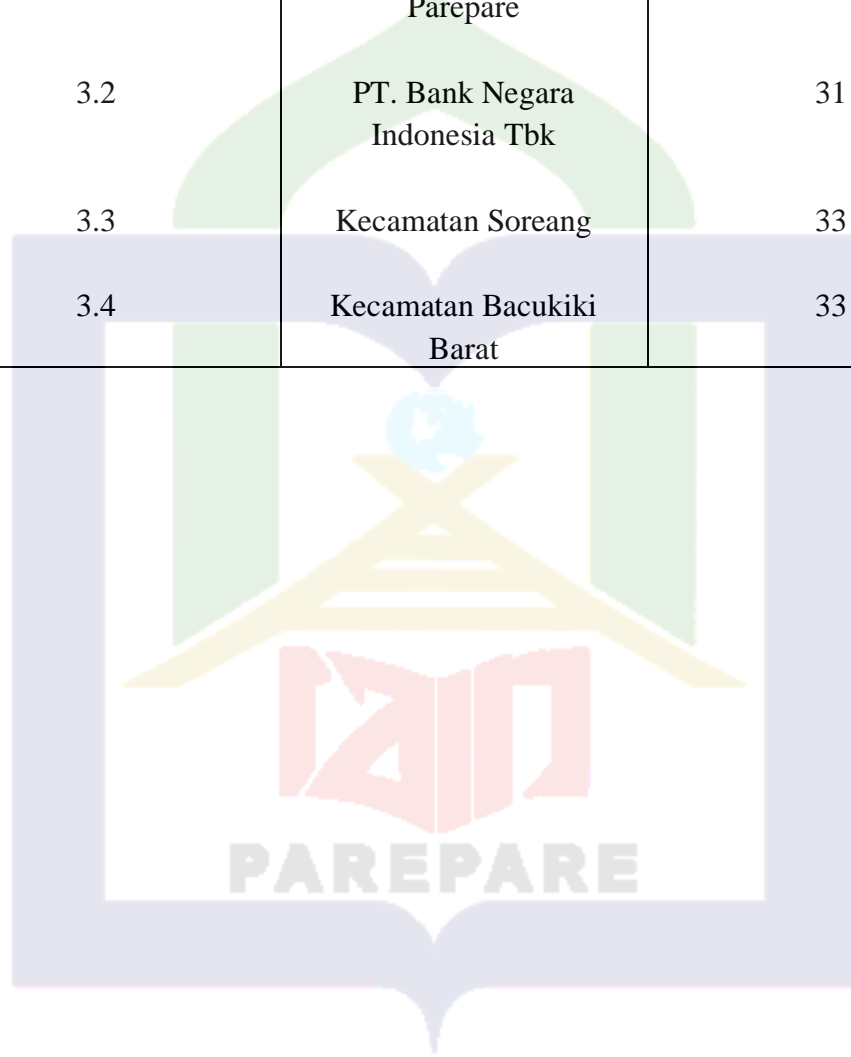 Parepare
3.2 PT. Bank Negara 31
Indonesia Tbk
3.3 Kecamatan Soreang 33
3.4 Kecamatan Bacukiki 33
Barat
iain
PAREPARE